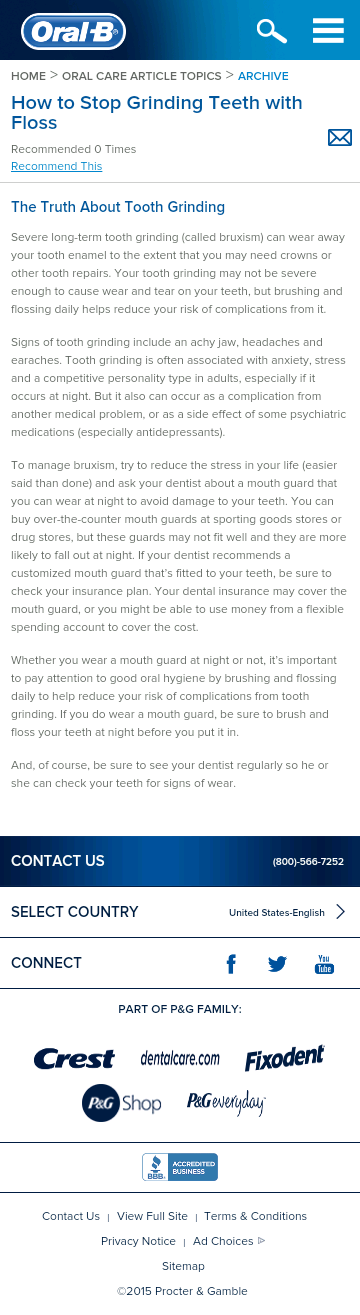 Oral-B®
HOME > ORAL CARE ARTICLE TOPICS > ARCHIVE
How to Stop Grinding Teeth with
Floss
Recommended 0 Times
Recommend This
The Truth About Tooth Grinding
Severe long-term tooth grinding (called bruxism) can wear away
your tooth enamel to the extent that you may need crowns or
other tooth repairs. Your tooth grinding may not be severe
enough to cause wear and tear on your teeth, but brushing and
flossing daily helps reduce your risk of complications from it.
Signs of tooth grinding include an achy jaw, headaches and
earaches. Tooth grinding is often associated with anxiety, stress
and a competitive personality type in adults, especially if it
occurs at night. But it also can occur as a complication from
another medical problem, or as a side effect of some psychiatric
medications (especially antidepressants).
To manage bruxism, try to reduce the stress in your life (easier
said than done) and ask your dentist about a mouth guard that
you can wear at night to avoid damage to your teeth. You can
buy over-the-counter mouth guards at sporting goods stores or
drug stores, but these guards may not fit well and they are more
likely to fall out at night. If your dentist recommends a
customized mouth guard that's fitted to your teeth, be sure to
check your insurance plan. Your dental insurance may cover the
mouth guard, or you might be able to use money from a flexible
spending account to cover the cost.
Whether you wear a mouth guard at night or not, it's important
to pay attention to good oral hygiene by brushing and flossing
daily to help reduce your risk of complications from tooth
grinding. If you do wear a mouth guard, be sure to brush and
floss your teeth at night before you put it in.
And, of course, be sure to see your dentist regularly so he or
she can check your teeth for signs of wear.
CONTACT US (800)-566-7252
SELECT COUNTRY United States-English
CONNECT f You Tube
PART OF P&G FAMILY:
Crest dentalcare.com Fixodent
P&G Shop P&G everyday
BBB. ACCREDITED BUSINESS
Contact Us | View Full Site | Terms & Conditions
Privacy Notice | Ad Choices
Sitemap
©2015 Procter & Gamble